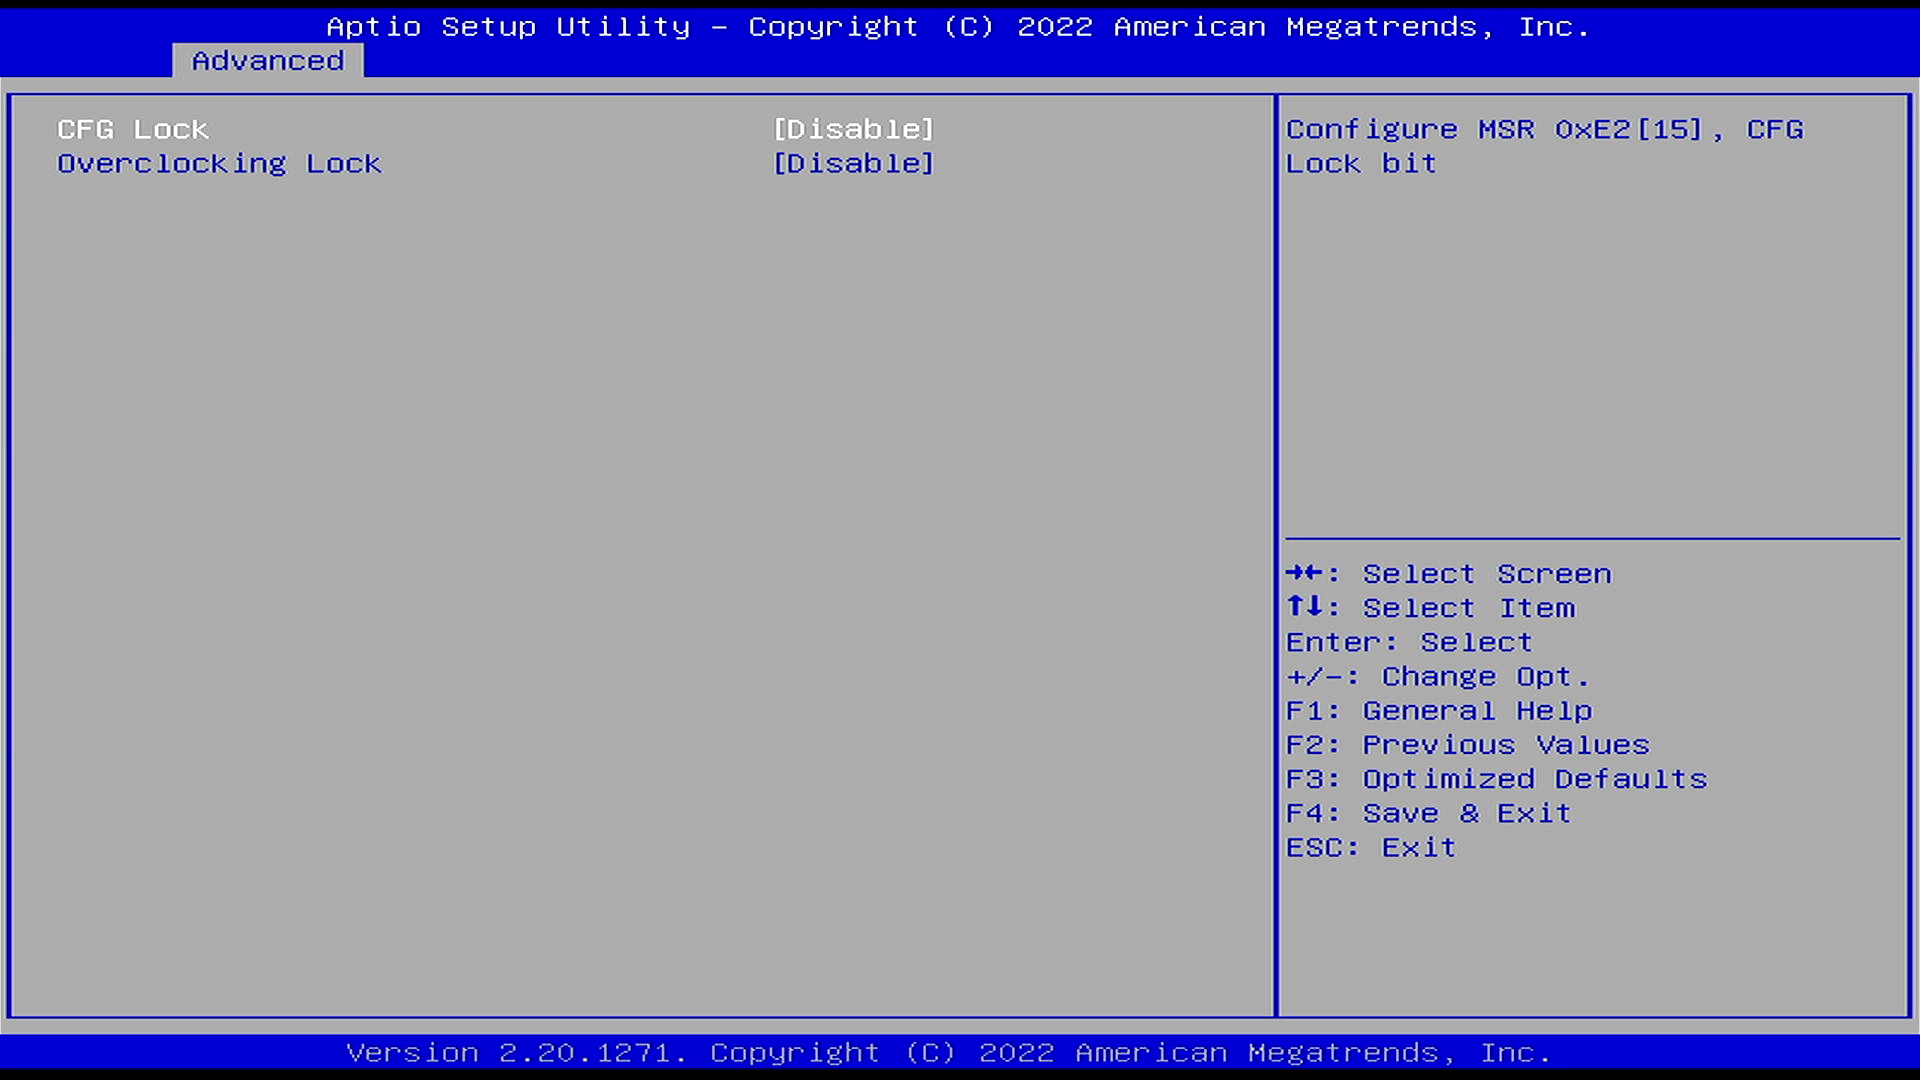 Aptio Setup Utility – Copyright (C) 2022 American Megatrends, Inc.
Advanced
CFG Lock [Disable]
Overclocking Lock [Disable]
Configure MSR 0xE2[15], CFG
Lock bit
→←: Select Screen
↑↓: Select Item
Enter: Select
+/-: Change Opt.
F1: General Help
F2: Previous Values
F3: Optimized Defaults
F4: Save & Exit
ESC: Exit
Version 2.20.1271. Copyright (C) 2022 American Megatrends, Inc.